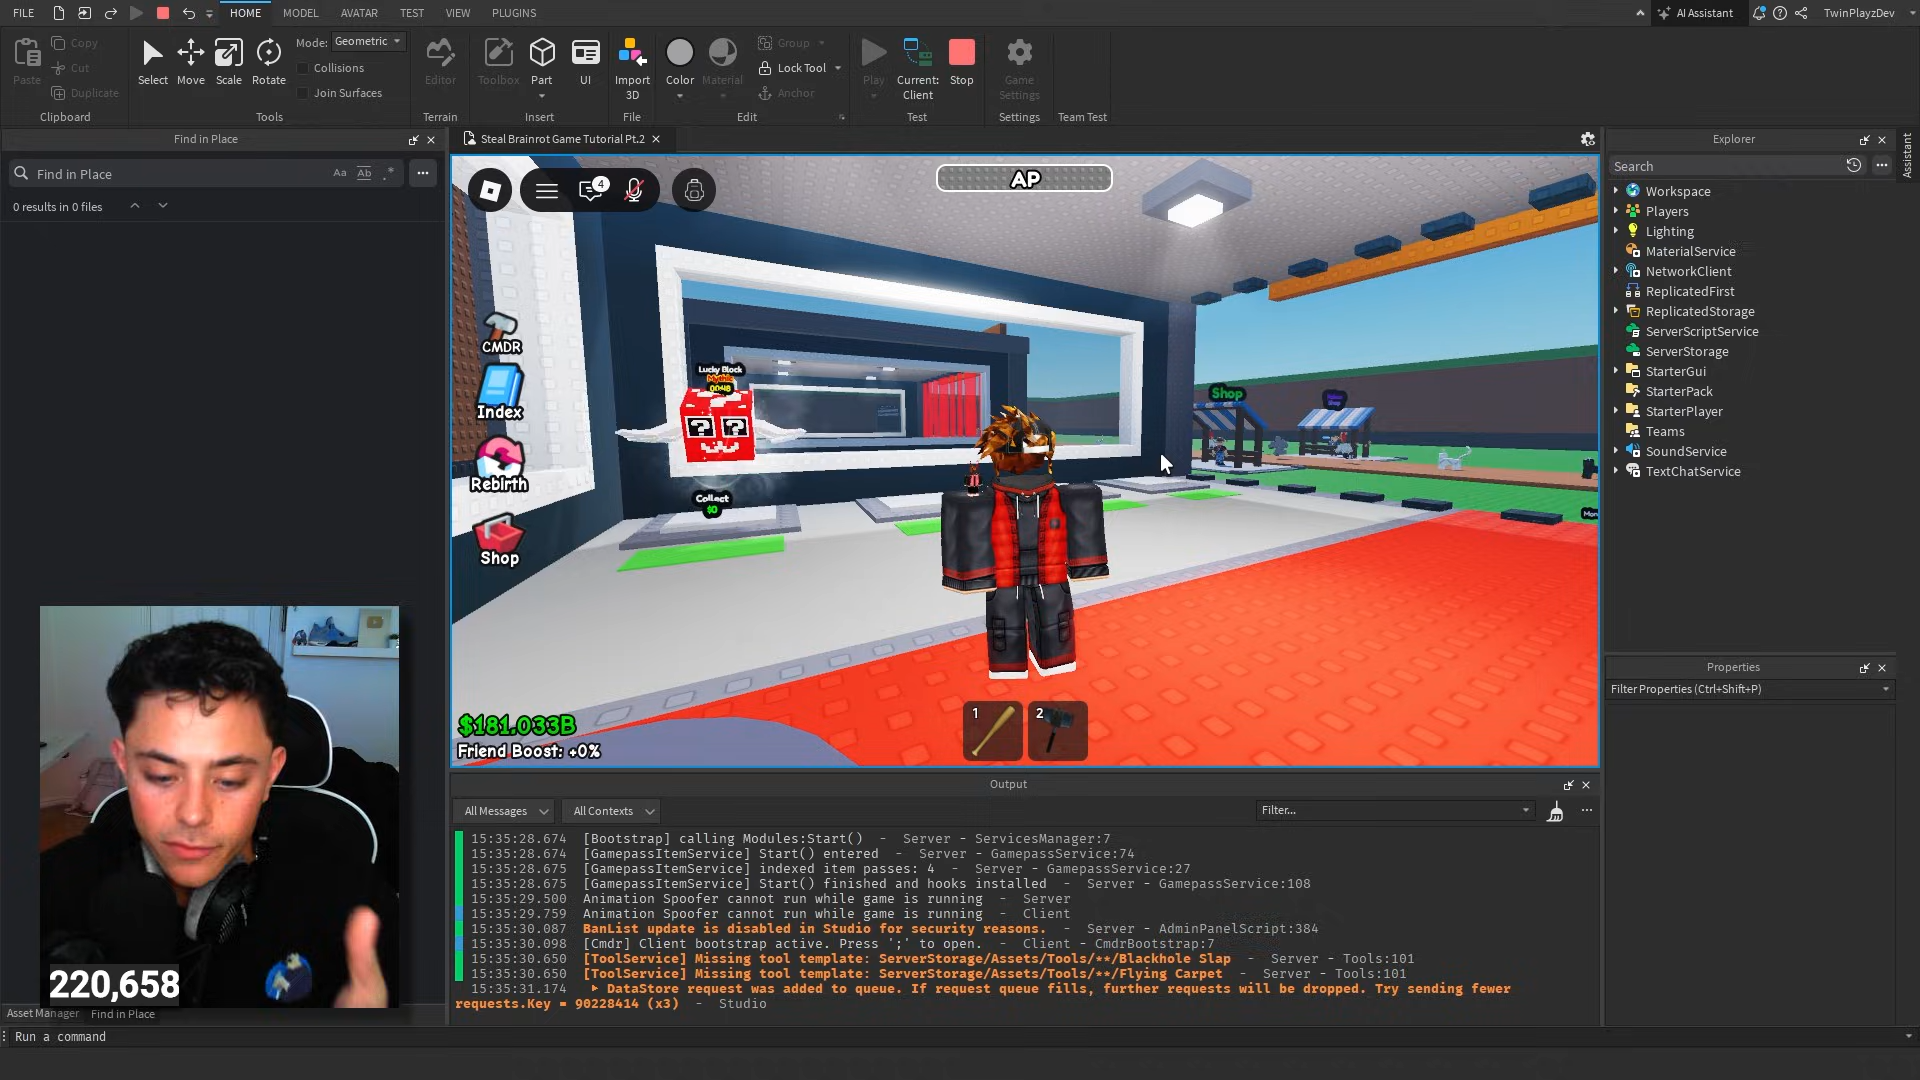 FILE
HOME
MODEL
AVATAR
TEST
VIEW
PLUGINS
AI Assistant
TwinPlayzDev
Paste
Copy
Cut
Duplicate
Clipboard
Select
Move
Scale
Rotate
Mode:
Geometric
Collisions
Join Surfaces
Tools
Editor
Terrain
Toolbox
Part
UI
Insert
Import
3D
File
Color
Material
Group
Lock Tool
Anchor
Edit
Play
Current:
Client
Stop
Test
Game
Settings
Settings
Team Test
Find in Place
Find in Place
Aa
Ab
.*
0 results in 0 files
Steal Brainrot Game Tutorial Pt.2
4
AP
CMDR
Index
Rebirth
Shop
Lucky Block
Mythic
Collect
$0
Shop
$181.033B
Friend Boost: +0%
1
2
Explorer
Search
Workspace
Players
Lighting
MaterialService
NetworkClient
ReplicatedFirst
ReplicatedStorage
ServerScriptService
ServerStorage
StarterGui
StarterPack
StarterPlayer
Teams
SoundService
TextChatService
Assistant
Properties
Filter Properties (Ctrl+Shift+P)
Output
All Messages
All Contexts
Filter...
15:35:28.674 [Bootstrap] calling Modules:Start() - Server - ServicesManager:7
15:35:28.674 [GamepassItemService] Start() entered - Server - GamepassService:74
15:35:28.675 [GamepassItemService] indexed item passes: 4 - Server - GamepassService:27
15:35:28.675 [GamepassItemService] Start() finished and hooks installed - Server - GamepassService:108
15:35:29.500 Animation Spoofer cannot run while game is running - Server
15:35:29.759 Animation Spoofer cannot run while game is running - Client
15:35:30.087 BanList update is disabled in Studio for security reasons. - Server - AdminPanelScript:384
15:35:30.098 [Cmdr] Client bootstrap active. Press ';' to open. - Client - CmdrBootstrap:7
15:35:30.650 [ToolService] Missing tool template: ServerStorage/Assets/Tools/**/Blackhole Slap - Server - Tools:101
15:35:30.650 [ToolService] Missing tool template: ServerStorage/Assets/Tools/**/Flying Carpet - Server - Tools:101
15:35:31.174 DataStore request was added to queue. If request queue fills, further requests will be dropped. Try sending fewer
requests.Key = 90228414 (x3) - Studio
220,658
Asset Manager
Find in Place
Run a command